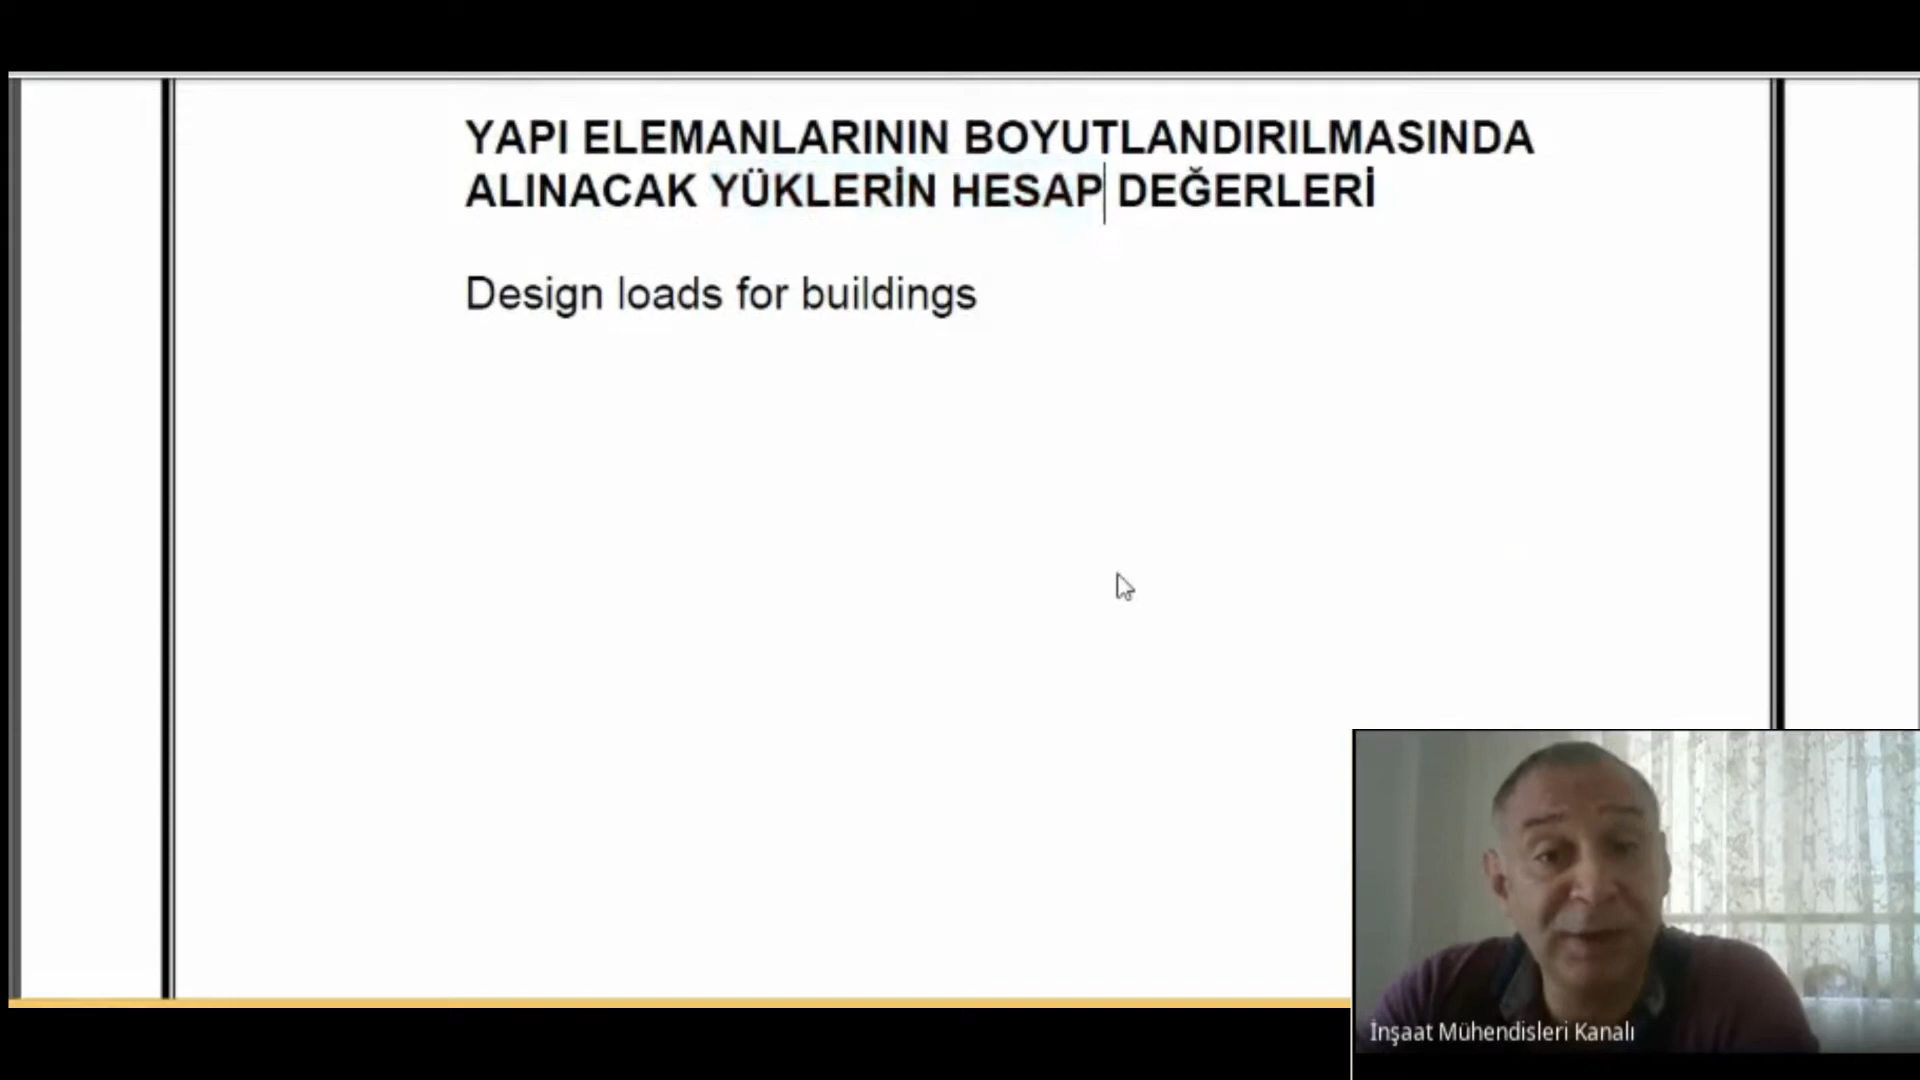 YAPI ELEMANLARININ BOYUTLANDIRILMASINDA
ALINACAK YÜKLERİN HESAP DEĞERLERİ
Design loads for buildings
İnşaat Mühendisleri Kanalı